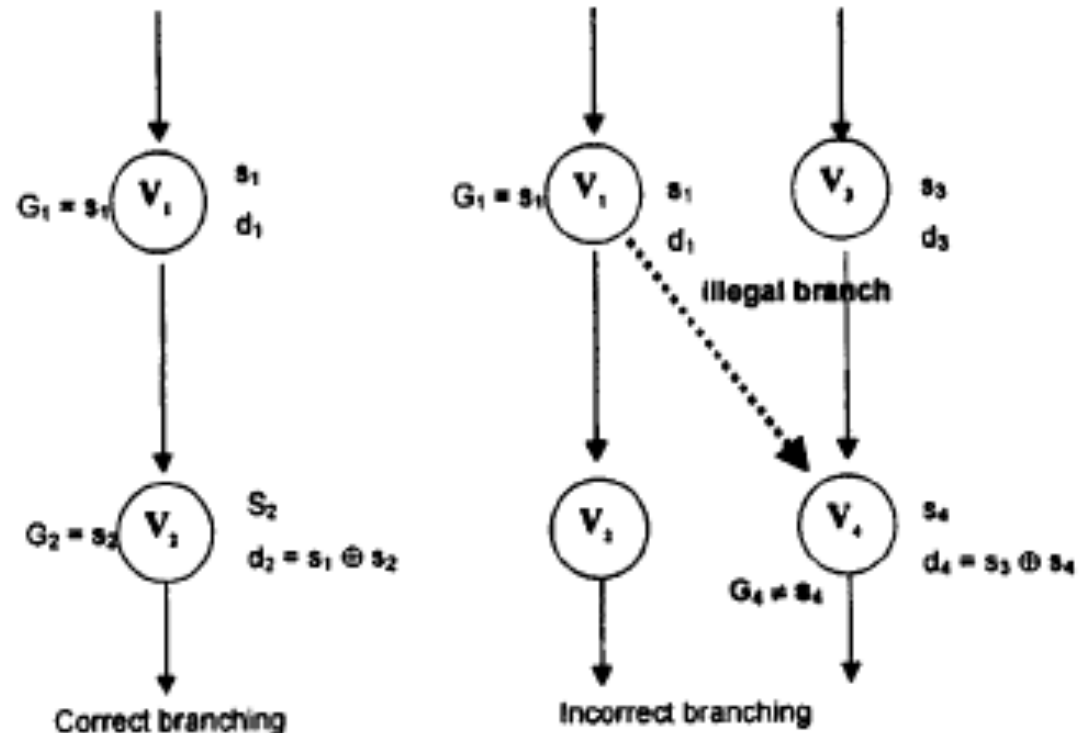 V₁
s₁
G₁ = s₁
d₁
V₂
S₂
G₂ = s₂
d₂ = s₁ ⊕ s₂
Correct branching
V₁
s₁
G₁ = s₁
d₁
V₃
s₃
d₃
illegal branch
V₂
V₄
s₄
d₄ = s₃ ⊕ s₄
G₄ ≠ s₄
Incorrect branching